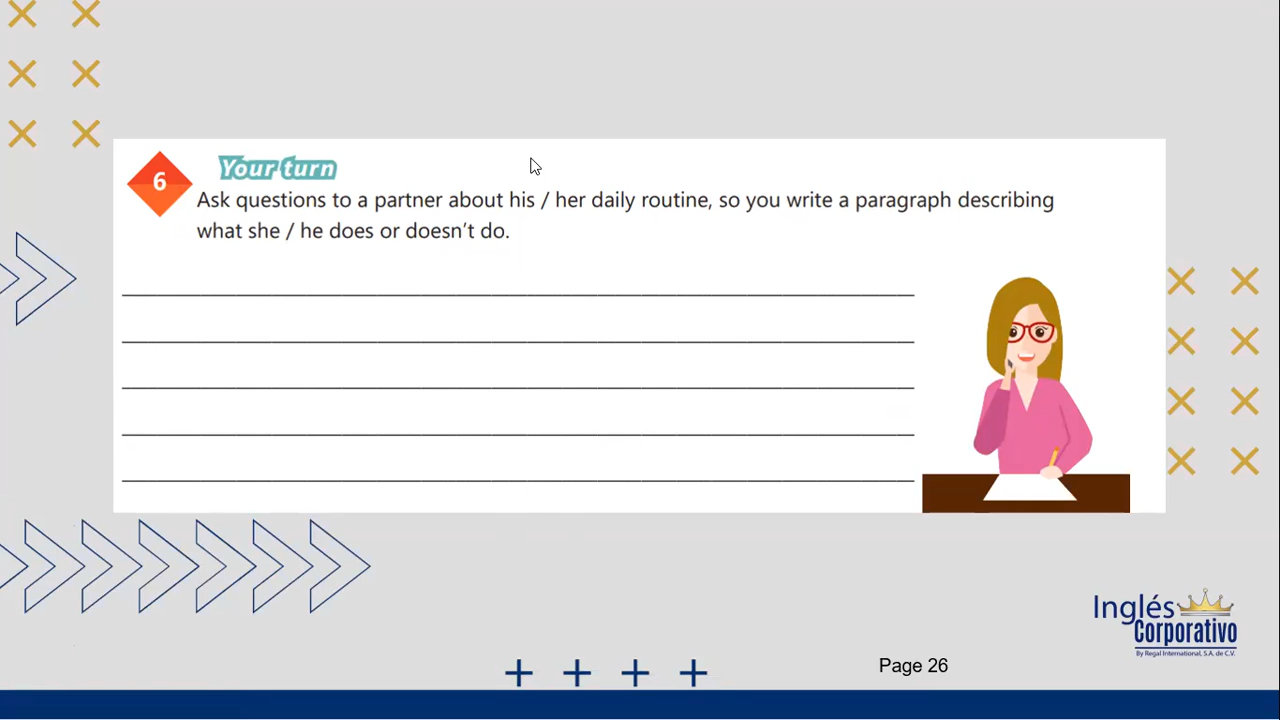 6
Your turn
Ask questions to a partner about his / her daily routine, so you write a paragraph describing
what she / he does or doesn't do.
Inglés
Corporativo
By Regal International, S.A. de C.V.
Page 26